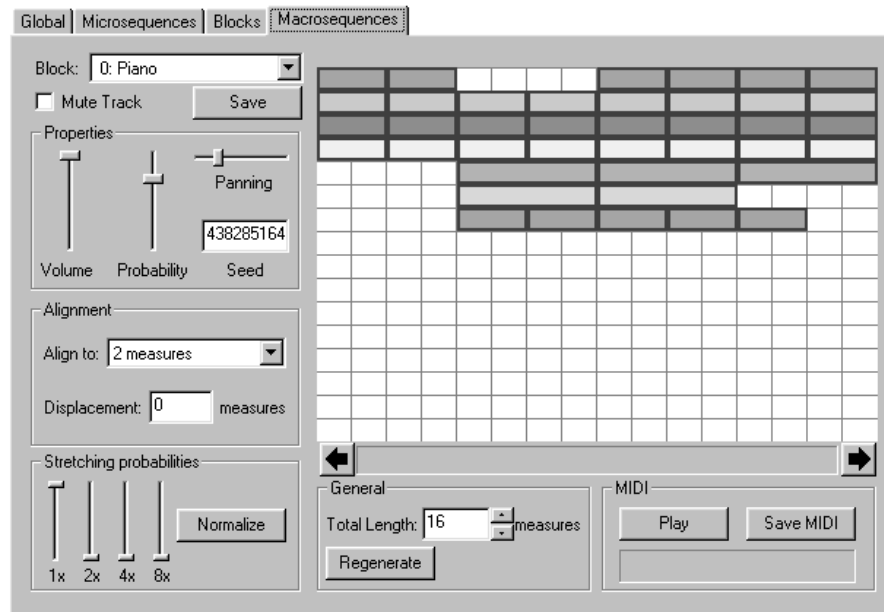 Global Microsequences Blocks Macrosequences
Block: 0: Piano
Mute Track Save
Properties
Panning
438285164
Volume Probability Seed
Alignment
Align to: 2 measures
Displacement: 0 measures
Stretching probabilities
Normalize
1x 2x 4x 8x
General
Total Length: 16 measures
Regenerate
MIDI
Play Save MIDI